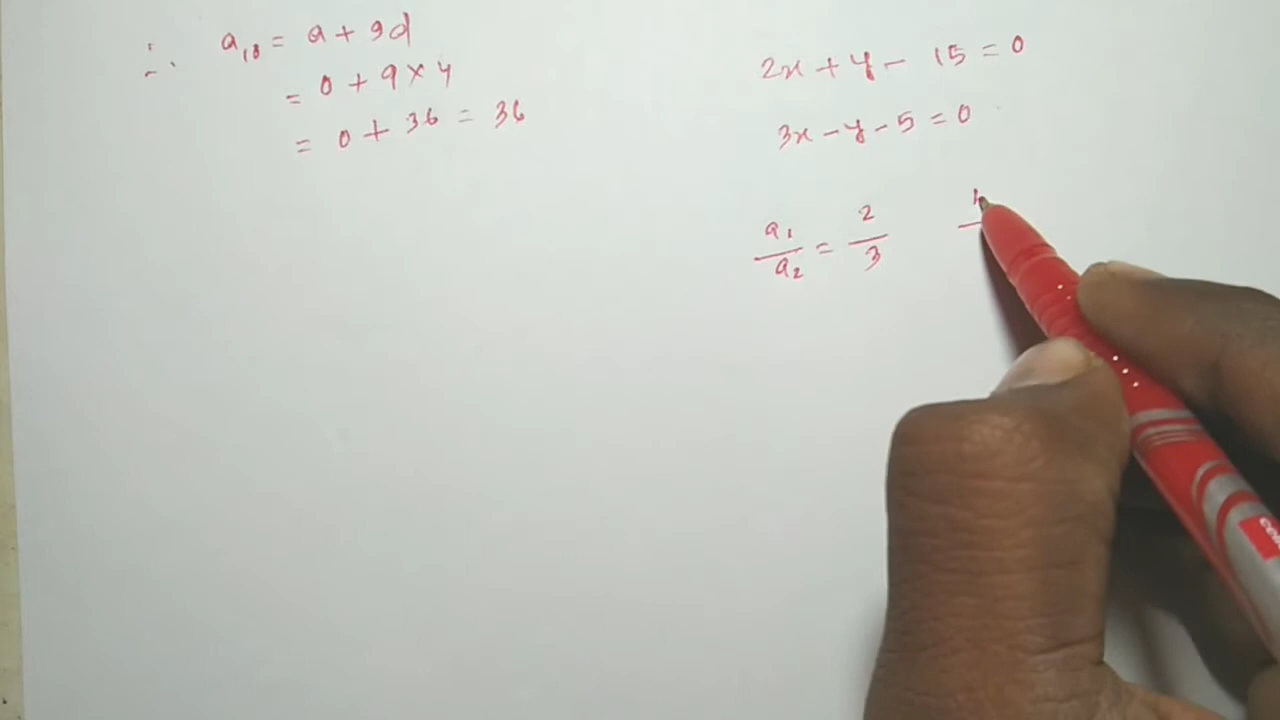 ∴ a₁₀ = a + 9d
= 0 + 9 × 4
= 0 + 36 = 36
2x + y - 15 = 0
3x - y - 5 = 0
a₁/a₂ = 2/3